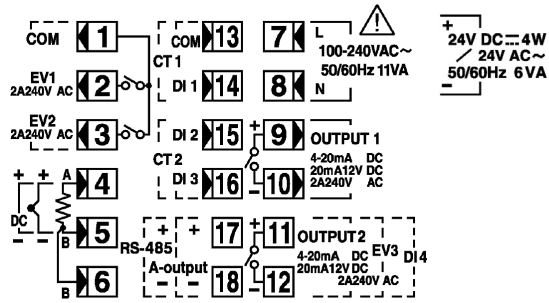 COM 1
COM 13 7 L
100-240VAC~
50/60Hz 11VA
+
24V DC⎓4W
24V AC~
50/60Hz 6VA
−
CT1
EV1
2A240V AC 2
DI 1 14 8 N
EV2
2A240V AC 3
DI 2 15 + 9 OUTPUT 1
4-20mA DC
20mA12V DC
2A240V AC
CT 2
DI 3 16 − 10
+ + A 4
DC
− − B 5
B 6
RS-485
+ + 17 + 11 OUTPUT2
4-20mA DC
20mA12V DC
2A240V AC
EV3
DI4
A-output
− − 18 − 12